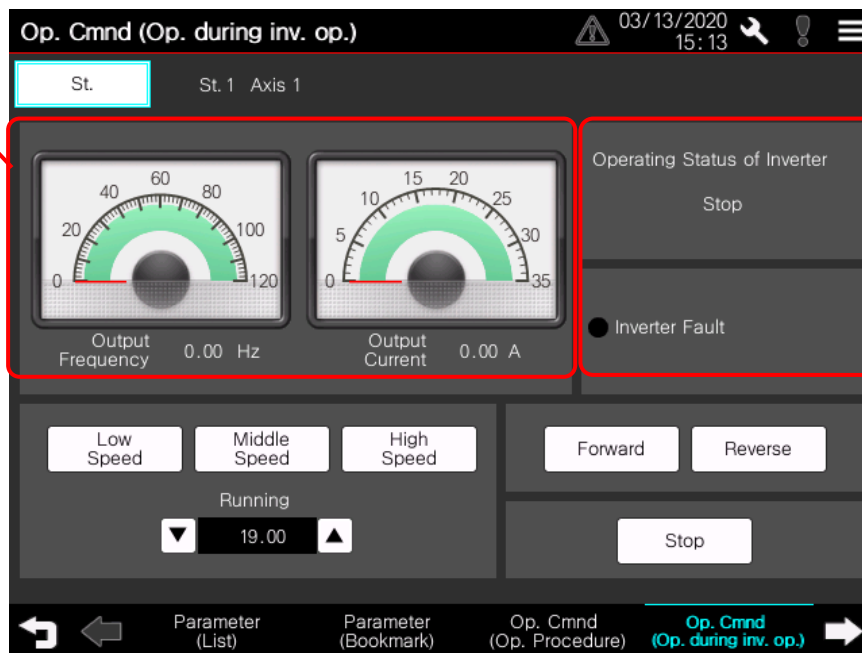 Op. Cmnd (Op. during inv. op.)
03/13/2020
15:13
St.
St. 1 Axis 1
0
20
40
60
80
100
120
0
5
10
15
20
25
30
35
Output
Frequency
0.00 Hz
Output
Current
0.00 A
Operating Status of Inverter
Stop
Inverter Fault
Low
Speed
Middle
Speed
High
Speed
Running
19.00
Forward
Reverse
Stop
Parameter
(List)
Parameter
(Bookmark)
Op. Cmnd
(Op. Procedure)
Op. Cmnd
(Op. during inv. op.)